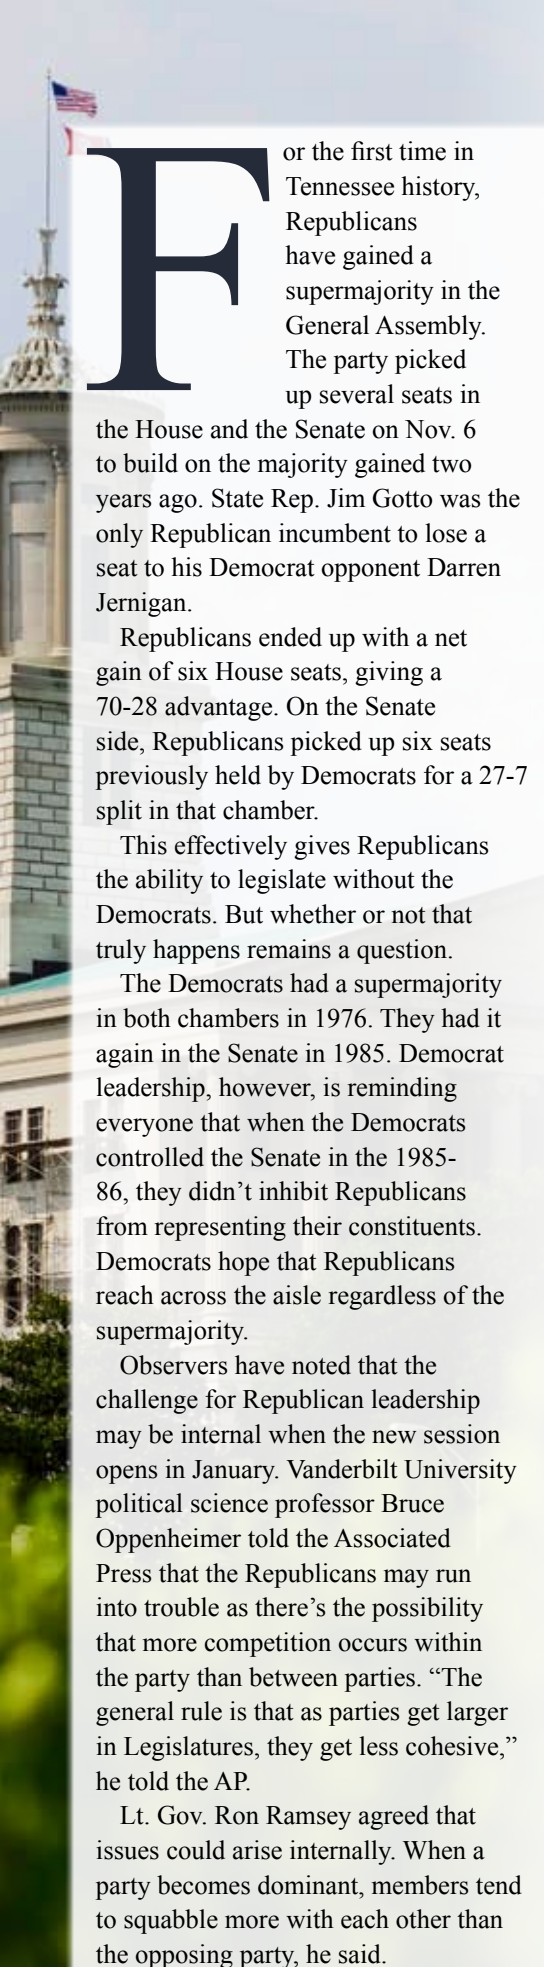 For the first time in
Tennessee history,
Republicans
have gained a
supermajority in the
General Assembly.
The party picked
up several seats in
the House and the Senate on Nov. 6
to build on the majority gained two
years ago. State Rep. Jim Gotto was the
only Republican incumbent to lose a
seat to his Democrat opponent Darren
Jernigan.
Republicans ended up with a net
gain of six House seats, giving a
70-28 advantage. On the Senate
side, Republicans picked up six seats
previously held by Democrats for a 27-7
split in that chamber.
This effectively gives Republicans
the ability to legislate without the
Democrats. But whether or not that
truly happens remains a question.
The Democrats had a supermajority
in both chambers in 1976. They had it
again in the Senate in 1985. Democrat
leadership, however, is reminding
everyone that when the Democrats
controlled the Senate in the 1985-
86, they didn’t inhibit Republicans
from representing their constituents.
Democrats hope that Republicans
reach across the aisle regardless of the
supermajority.
Observers have noted that the
challenge for Republican leadership
may be internal when the new session
opens in January. Vanderbilt University
political science professor Bruce
Oppenheimer told the Associated
Press that the Republicans may run
into trouble as there’s the possibility
that more competition occurs within
the party than between parties. “The
general rule is that as parties get larger
in Legislatures, they get less cohesive,”
he told the AP.
Lt. Gov. Ron Ramsey agreed that
issues could arise internally. When a
party becomes dominant, members tend
to squabble more with each other than
the opposing party, he said.